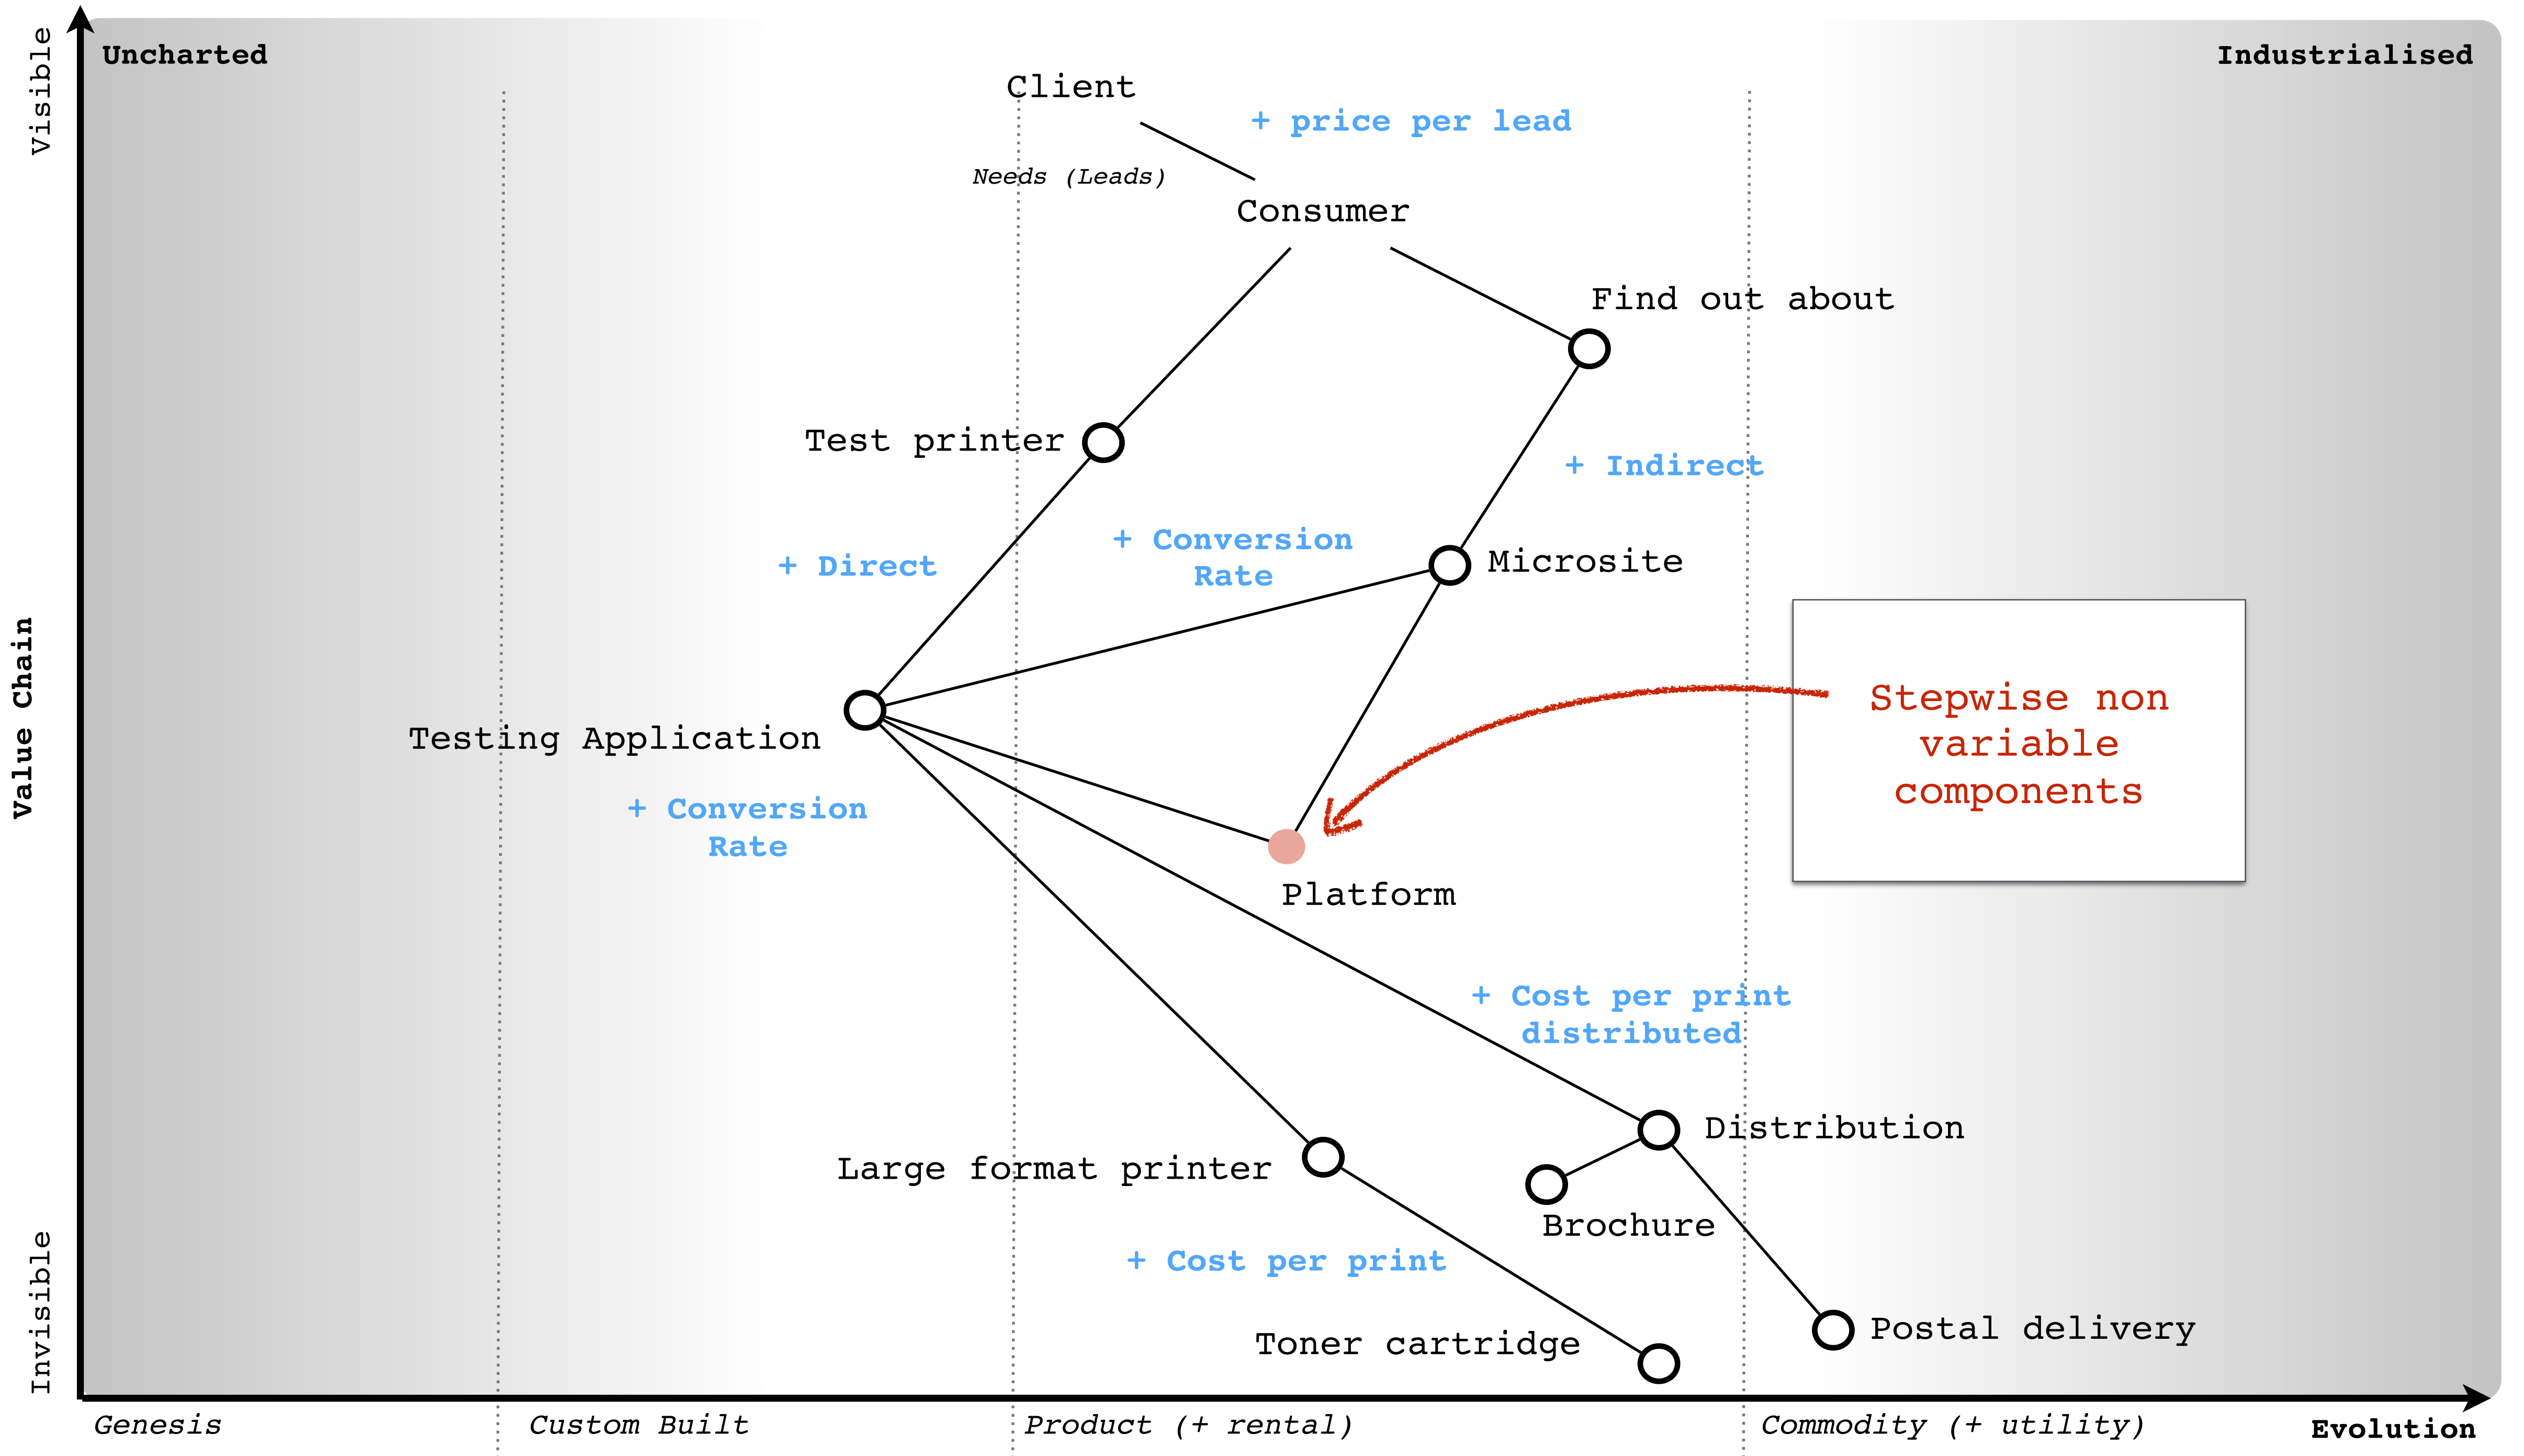 Visible
Uncharted
Industrialised
Client
+ price per lead
Needs (Leads)
Consumer
Find out about
Test printer
+ Indirect
+ Direct
+ Conversion
Rate
Microsite
Value Chain
Testing Application
Stepwise non
variable
components
+ Conversion
Rate
Platform
+ Cost per print
distributed
Distribution
Large format printer
Brochure
+ Cost per print
Invisible
Toner cartridge
Postal delivery
Genesis
Custom Built
Product (+ rental)
Commodity (+ utility)
Evolution